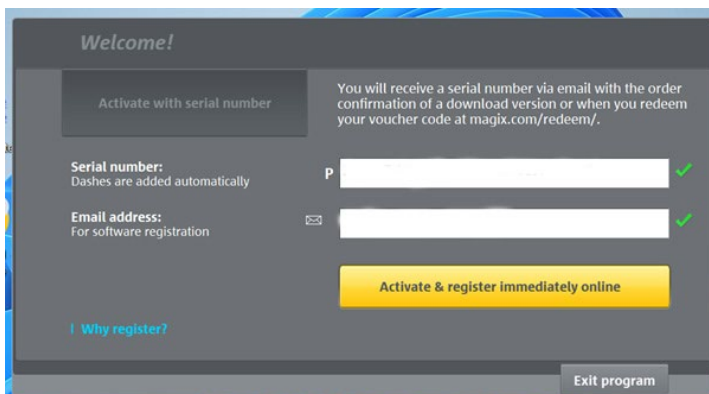 Welcome!
Activate with serial number
You will receive a serial number via email with the order
confirmation of a download version or when you redeem
your voucher code at magix.com/redeem/.
Serial number:
Dashes are added automatically
P
Email address:
For software registration
Activate & register immediately online
Why register?
Exit program